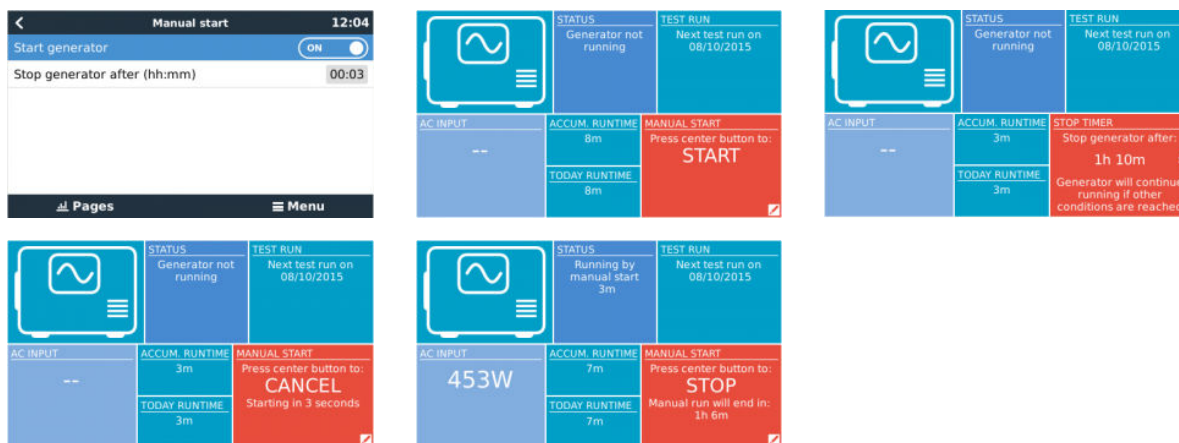 Manual start 12:04
Start generator ON
Stop generator after (hh:mm) 00:03
Pages Menu
STATUS
Generator not
running
TEST RUN
Next test run on
08/10/2015
AC INPUT
--
ACCUM. RUNTIME
8m
TODAY RUNTIME
8m
MANUAL START
Press center button to:
START
STATUS
Generator not
running
TEST RUN
Next test run on
08/10/2015
AC INPUT
--
ACCUM. RUNTIME
3m
TODAY RUNTIME
3m
STOP TIMER
Stop generator after:
1h 10m
Generator will continue
running if other
conditions are reached
STATUS
Generator not
running
TEST RUN
Next test run on
08/10/2015
AC INPUT
--
ACCUM. RUNTIME
3m
TODAY RUNTIME
3m
MANUAL START
Press center button to:
CANCEL
Starting in 3 seconds
STATUS
Running by
manual start
3m
TEST RUN
Next test run on
08/10/2015
AC INPUT
453W
ACCUM. RUNTIME
7m
TODAY RUNTIME
7m
MANUAL START
Press center button to:
STOP
Manual run will end in:
1h 6m